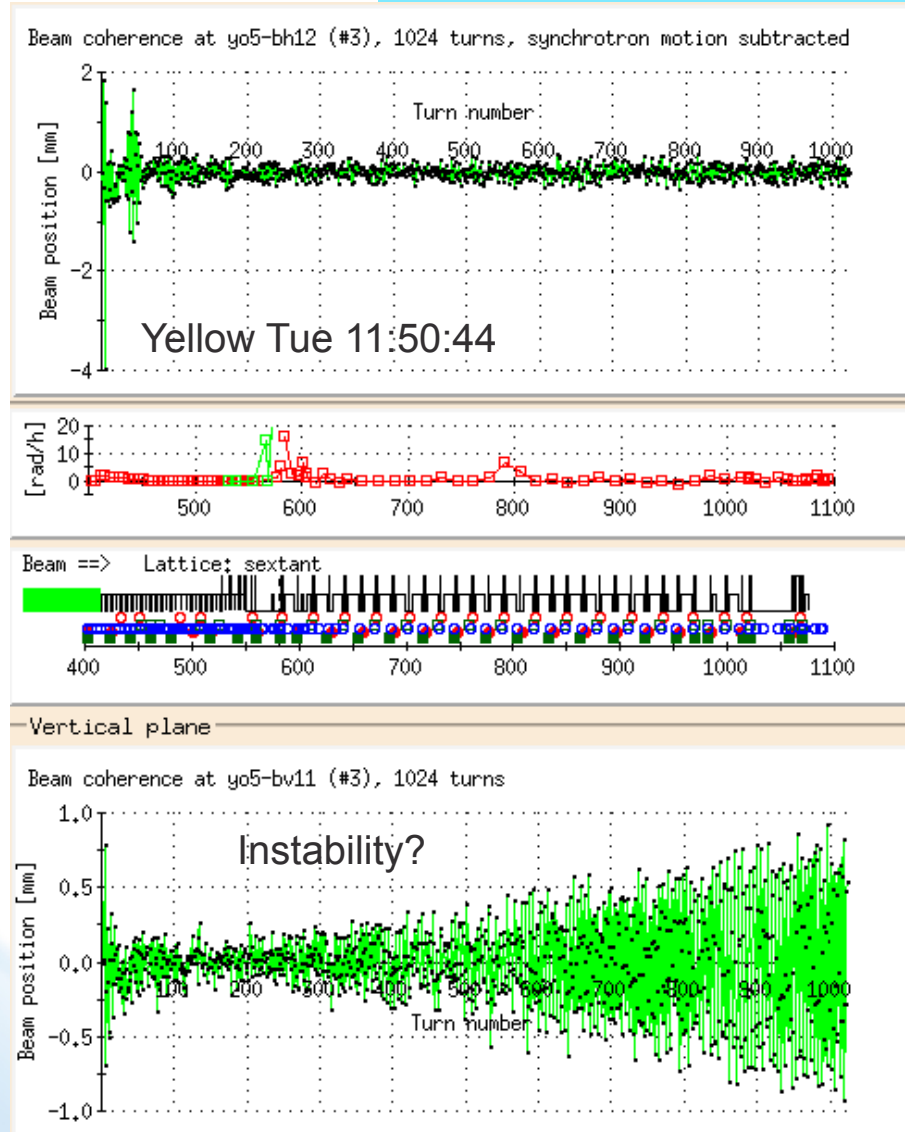 Beam coherence at yo5-bh12 (#3), 1024 turns, synchrotron motion subtracted
2
Turn number
100 200 300 400 500 600 700 800 900 1000
0
Beam position [mm]
-2
Yellow Tue 11:50:44
-4
[rad/h]
20
10
0
500 600 700 800 900 1000 1100
Beam ==> Lattice: sextant
400 500 600 700 800 900 1000 1100
Vertical plane
Beam coherence at yo5-bv11 (#3), 1024 turns
1.0
Instability?
0.5
Beam position [mm]
0.0
100 200 300 400 500 600 700 800 900 1000
Turn number
-0.5
-1.0